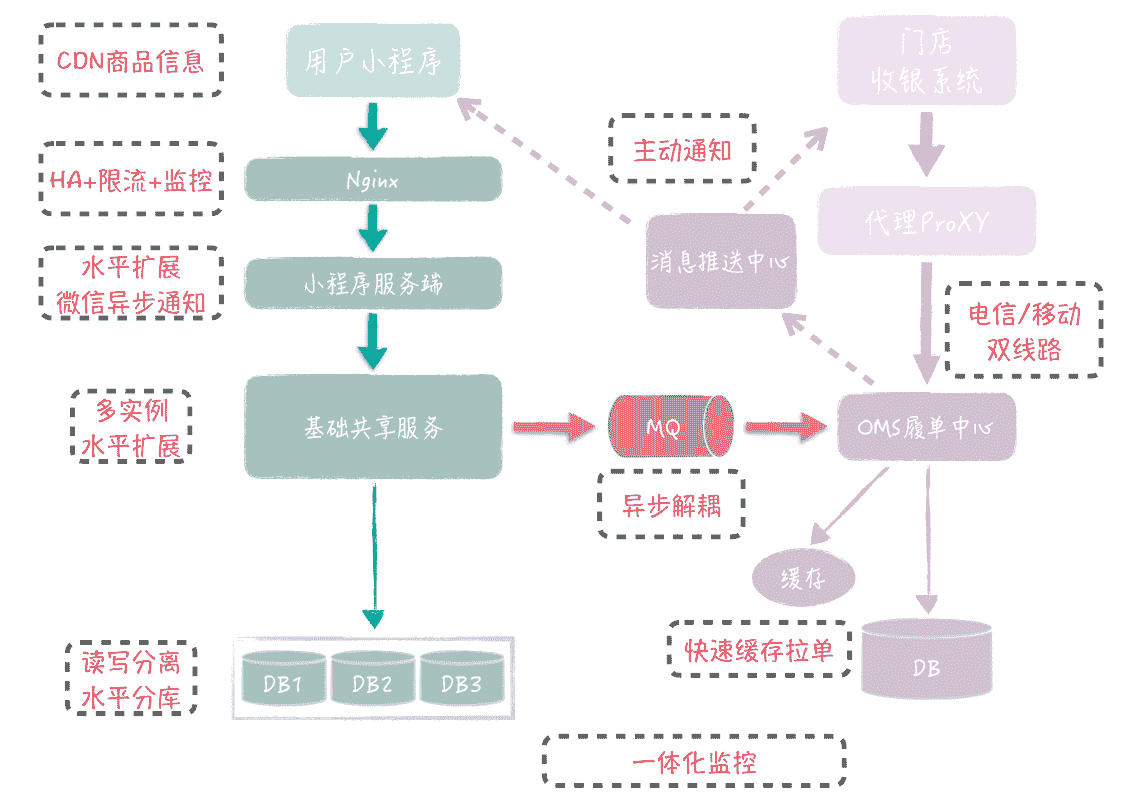 CDN商品信息
用户小程序
门店
收银系统
主动通知
HA+限流+监控
Nginx
代理ProXY
水平扩展
微信异步通知
小程序服务端
消息推送中心
电信/移动
双线路
多实例
水平扩展
基础共享服务
MQ
OMS履单中心
异步解耦
缓存
读写分离
水平分库
DB1
DB2
DB3
快速缓存拉单
DB
一体化监控